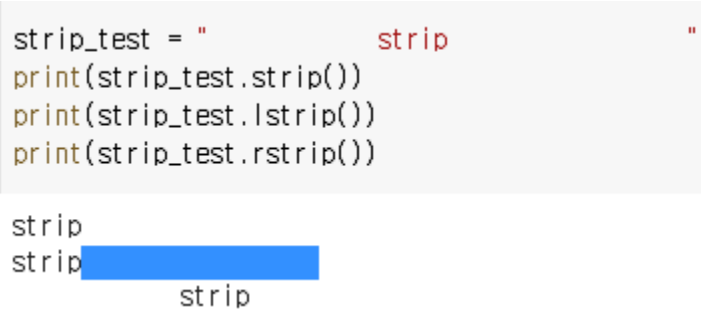 strip_test = "              strip                    "
print(strip_test.strip())
print(strip_test.lstrip())
print(strip_test.rstrip())
strip
strip
              strip